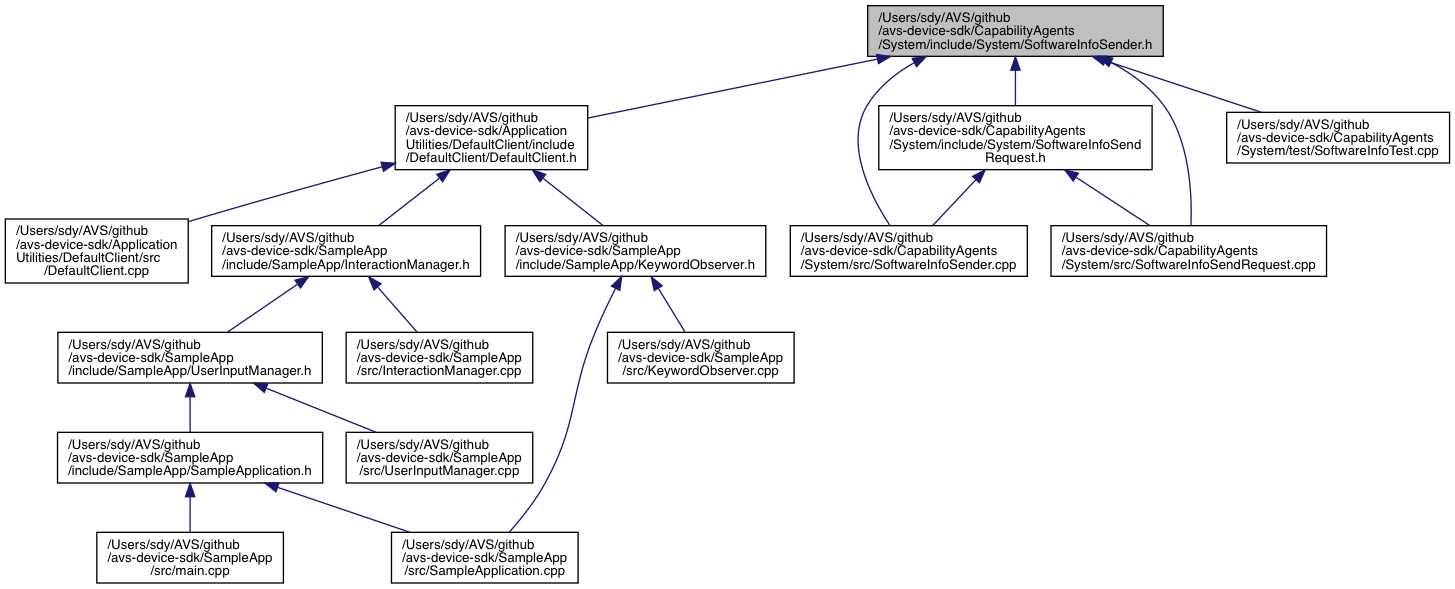 /Users/sdy/AVS/github
/avs-device-sdk/CapabilityAgents
/System/include/System/SoftwareInfoSender.h
/Users/sdy/AVS/github
/avs-device-sdk/Application
Utilities/DefaultClient/include
/DefaultClient/DefaultClient.h
/Users/sdy/AVS/github
/avs-device-sdk/CapabilityAgents
/System/include/System/SoftwareInfoSend
Request.h
/Users/sdy/AVS/github
/avs-device-sdk/CapabilityAgents
/System/test/SoftwareInfoTest.cpp
/Users/sdy/AVS/github
/avs-device-sdk/Application
Utilities/DefaultClient/src
/DefaultClient.cpp
/Users/sdy/AVS/github
/avs-device-sdk/SampleApp
/include/SampleApp/InteractionManager.h
/Users/sdy/AVS/github
/avs-device-sdk/SampleApp
/include/SampleApp/KeywordObserver.h
/Users/sdy/AVS/github
/avs-device-sdk/CapabilityAgents
/System/src/SoftwareInfoSender.cpp
/Users/sdy/AVS/github
/avs-device-sdk/CapabilityAgents
/System/src/SoftwareInfoSendRequest.cpp
/Users/sdy/AVS/github
/avs-device-sdk/SampleApp
/include/SampleApp/UserInputManager.h
/Users/sdy/AVS/github
/avs-device-sdk/SampleApp
/src/InteractionManager.cpp
/Users/sdy/AVS/github
/avs-device-sdk/SampleApp
/src/KeywordObserver.cpp
/Users/sdy/AVS/github
/avs-device-sdk/SampleApp
/include/SampleApp/SampleApplication.h
/Users/sdy/AVS/github
/avs-device-sdk/SampleApp
/src/UserInputManager.cpp
/Users/sdy/AVS/github
/avs-device-sdk/SampleApp
/src/main.cpp
/Users/sdy/AVS/github
/avs-device-sdk/SampleApp
/src/SampleApplication.cpp